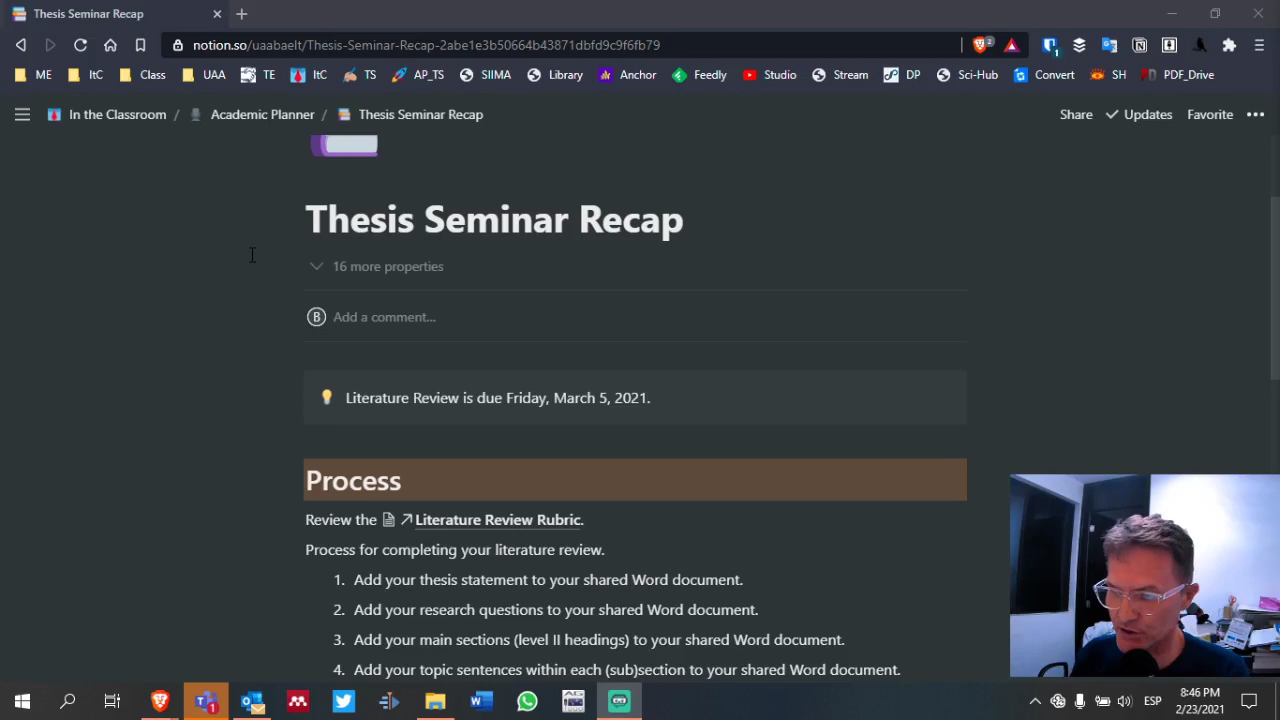 Thesis Seminar Recap
notion.so/uaabaelt/Thesis-Seminar-Recap-2abe1e3b50664b43871dbfd9c9f6fb79
2
1
ME ItC Class UAA TE ItC TS AP_TS SIIMA Library Anchor Feedly Studio Stream DP Sci-Hub Convert SH PDF_Drive
In the Classroom / Academic Planner / Thesis Seminar Recap
Share Updates Favorite
Thesis Seminar Recap
16 more properties
B Add a comment...
Literature Review is due Friday, March 5, 2021.
Process
Review the Literature Review Rubric.
Process for completing your literature review.
1. Add your thesis statement to your shared Word document.
2. Add your research questions to your shared Word document.
3. Add your main sections (level II headings) to your shared Word document.
4. Add your topic sentences within each (sub)section to your shared Word document.
1
ESP
8:46 PM
2/23/2021